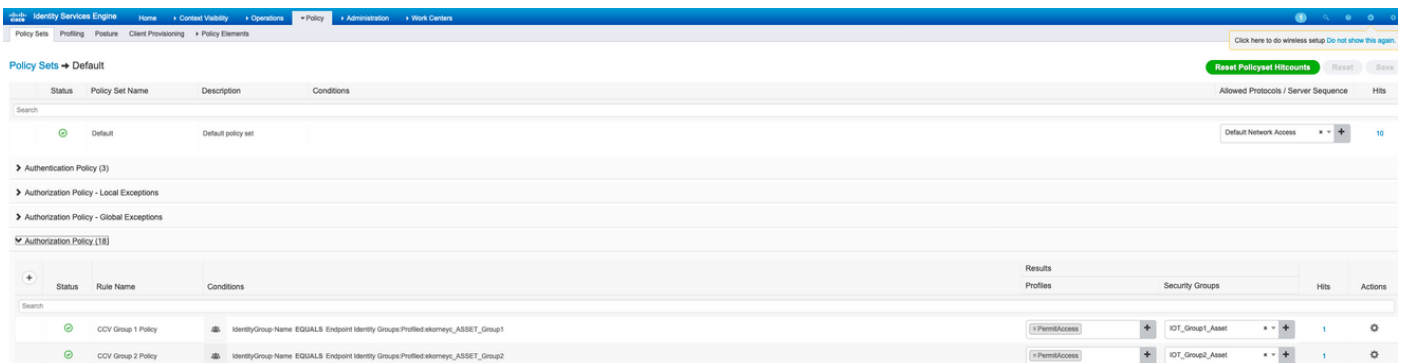 cisco Identity Services Engine Home Context Visibility Operations Policy Administration Work Centers 1
Policy Sets Profiling Posture Client Provisioning Policy Elements
Click here to do wireless setup Do not show this again.
Policy Sets → Default
Reset Policyset Hitcounts Reset Save
Status Policy Set Name Description Conditions Allowed Protocols / Server Sequence Hits
Search
Default Default policy set Default Network Access × + 10
Authentication Policy (3)
Authorization Policy - Local Exceptions
Authorization Policy - Global Exceptions
Authorization Policy (18)
Results
+ Status Rule Name Conditions Profiles Security Groups Hits Actions
Search
CCV Group 1 Policy IdentityGroup·Name EQUALS Endpoint Identity Groups:Profiled:ekorneyc_ASSET_Group1 ×PermitAccess + IOT_Group1_Asset × + 1
CCV Group 2 Policy IdentityGroup·Name EQUALS Endpoint Identity Groups:Profiled:ekorneyc_ASSET_Group2 ×PermitAccess + IOT_Group2_Asset × + 1